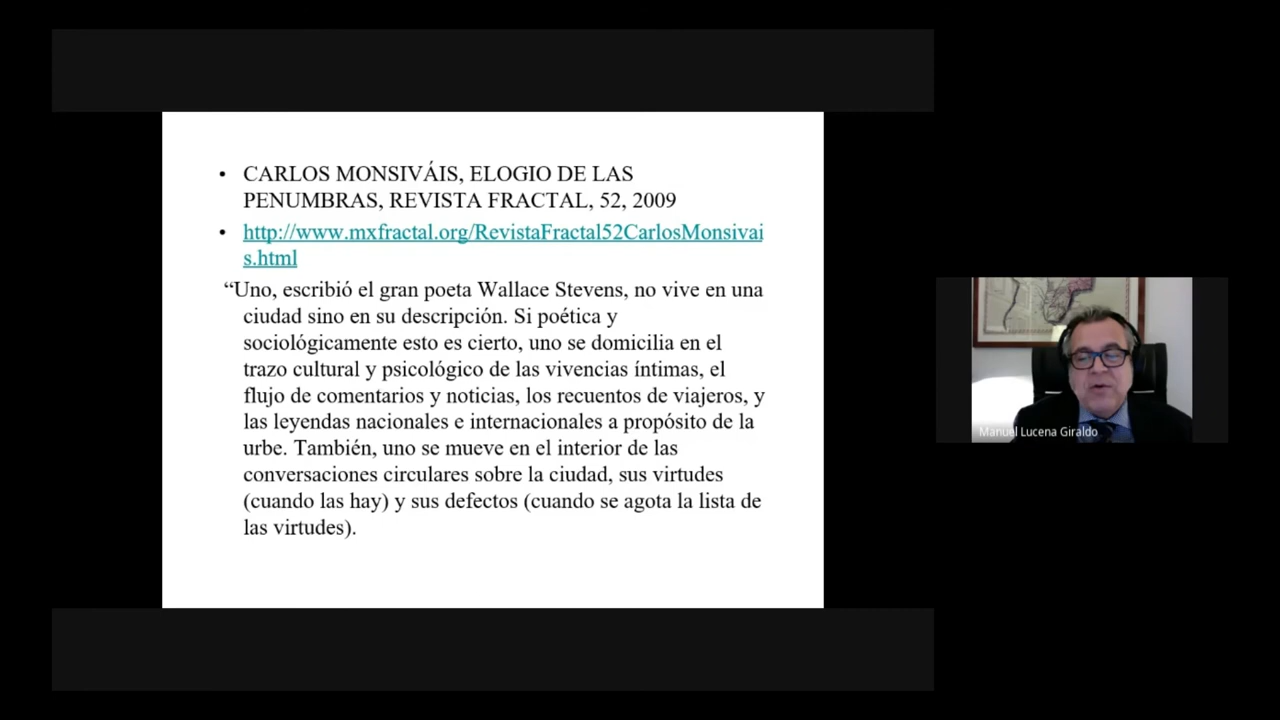 • CARLOS MONSIVÁIS, ELOGIO DE LAS
PENUMBRAS, REVISTA FRACTAL, 52, 2009
• http://www.mxfractal.org/RevistaFractal52CarlosMonsivai
s.html
“Uno, escribió el gran poeta Wallace Stevens, no vive en una
ciudad sino en su descripción. Si poética y
sociológicamente esto es cierto, uno se domicilia en el
trazo cultural y psicológico de las vivencias íntimas, el
flujo de comentarios y noticias, los recuentos de viajeros, y
las leyendas nacionales e internacionales a propósito de la
urbe. También, uno se mueve en el interior de las
conversaciones circulares sobre la ciudad, sus virtudes
(cuando las hay) y sus defectos (cuando se agota la lista de
las virtudes).
Manuel Lucena Giraldo